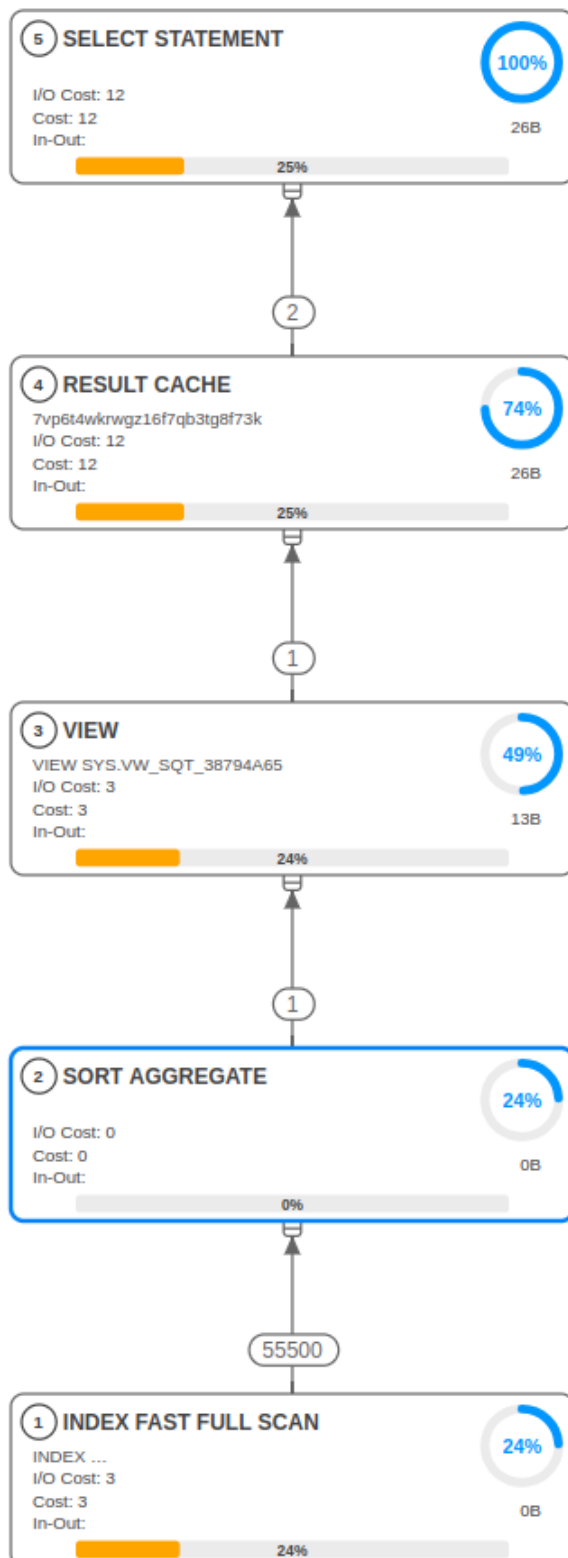 5 SELECT STATEMENT
100%
I/O Cost: 12
Cost: 12
26B
In-Out:
25%
2
4 RESULT CACHE
74%
7vp6t4wkrwgz16f7qb3tg8f73k
I/O Cost: 12
Cost: 12
26B
In-Out:
25%
1
3 VIEW
49%
VIEW SYS.VW_SQT_38794A65
I/O Cost: 3
Cost: 3
13B
In-Out:
24%
1
2 SORT AGGREGATE
24%
I/O Cost: 0
Cost: 0
0B
In-Out:
0%
55500
1 INDEX FAST FULL SCAN
24%
INDEX ...
I/O Cost: 3
Cost: 3
0B
In-Out:
24%